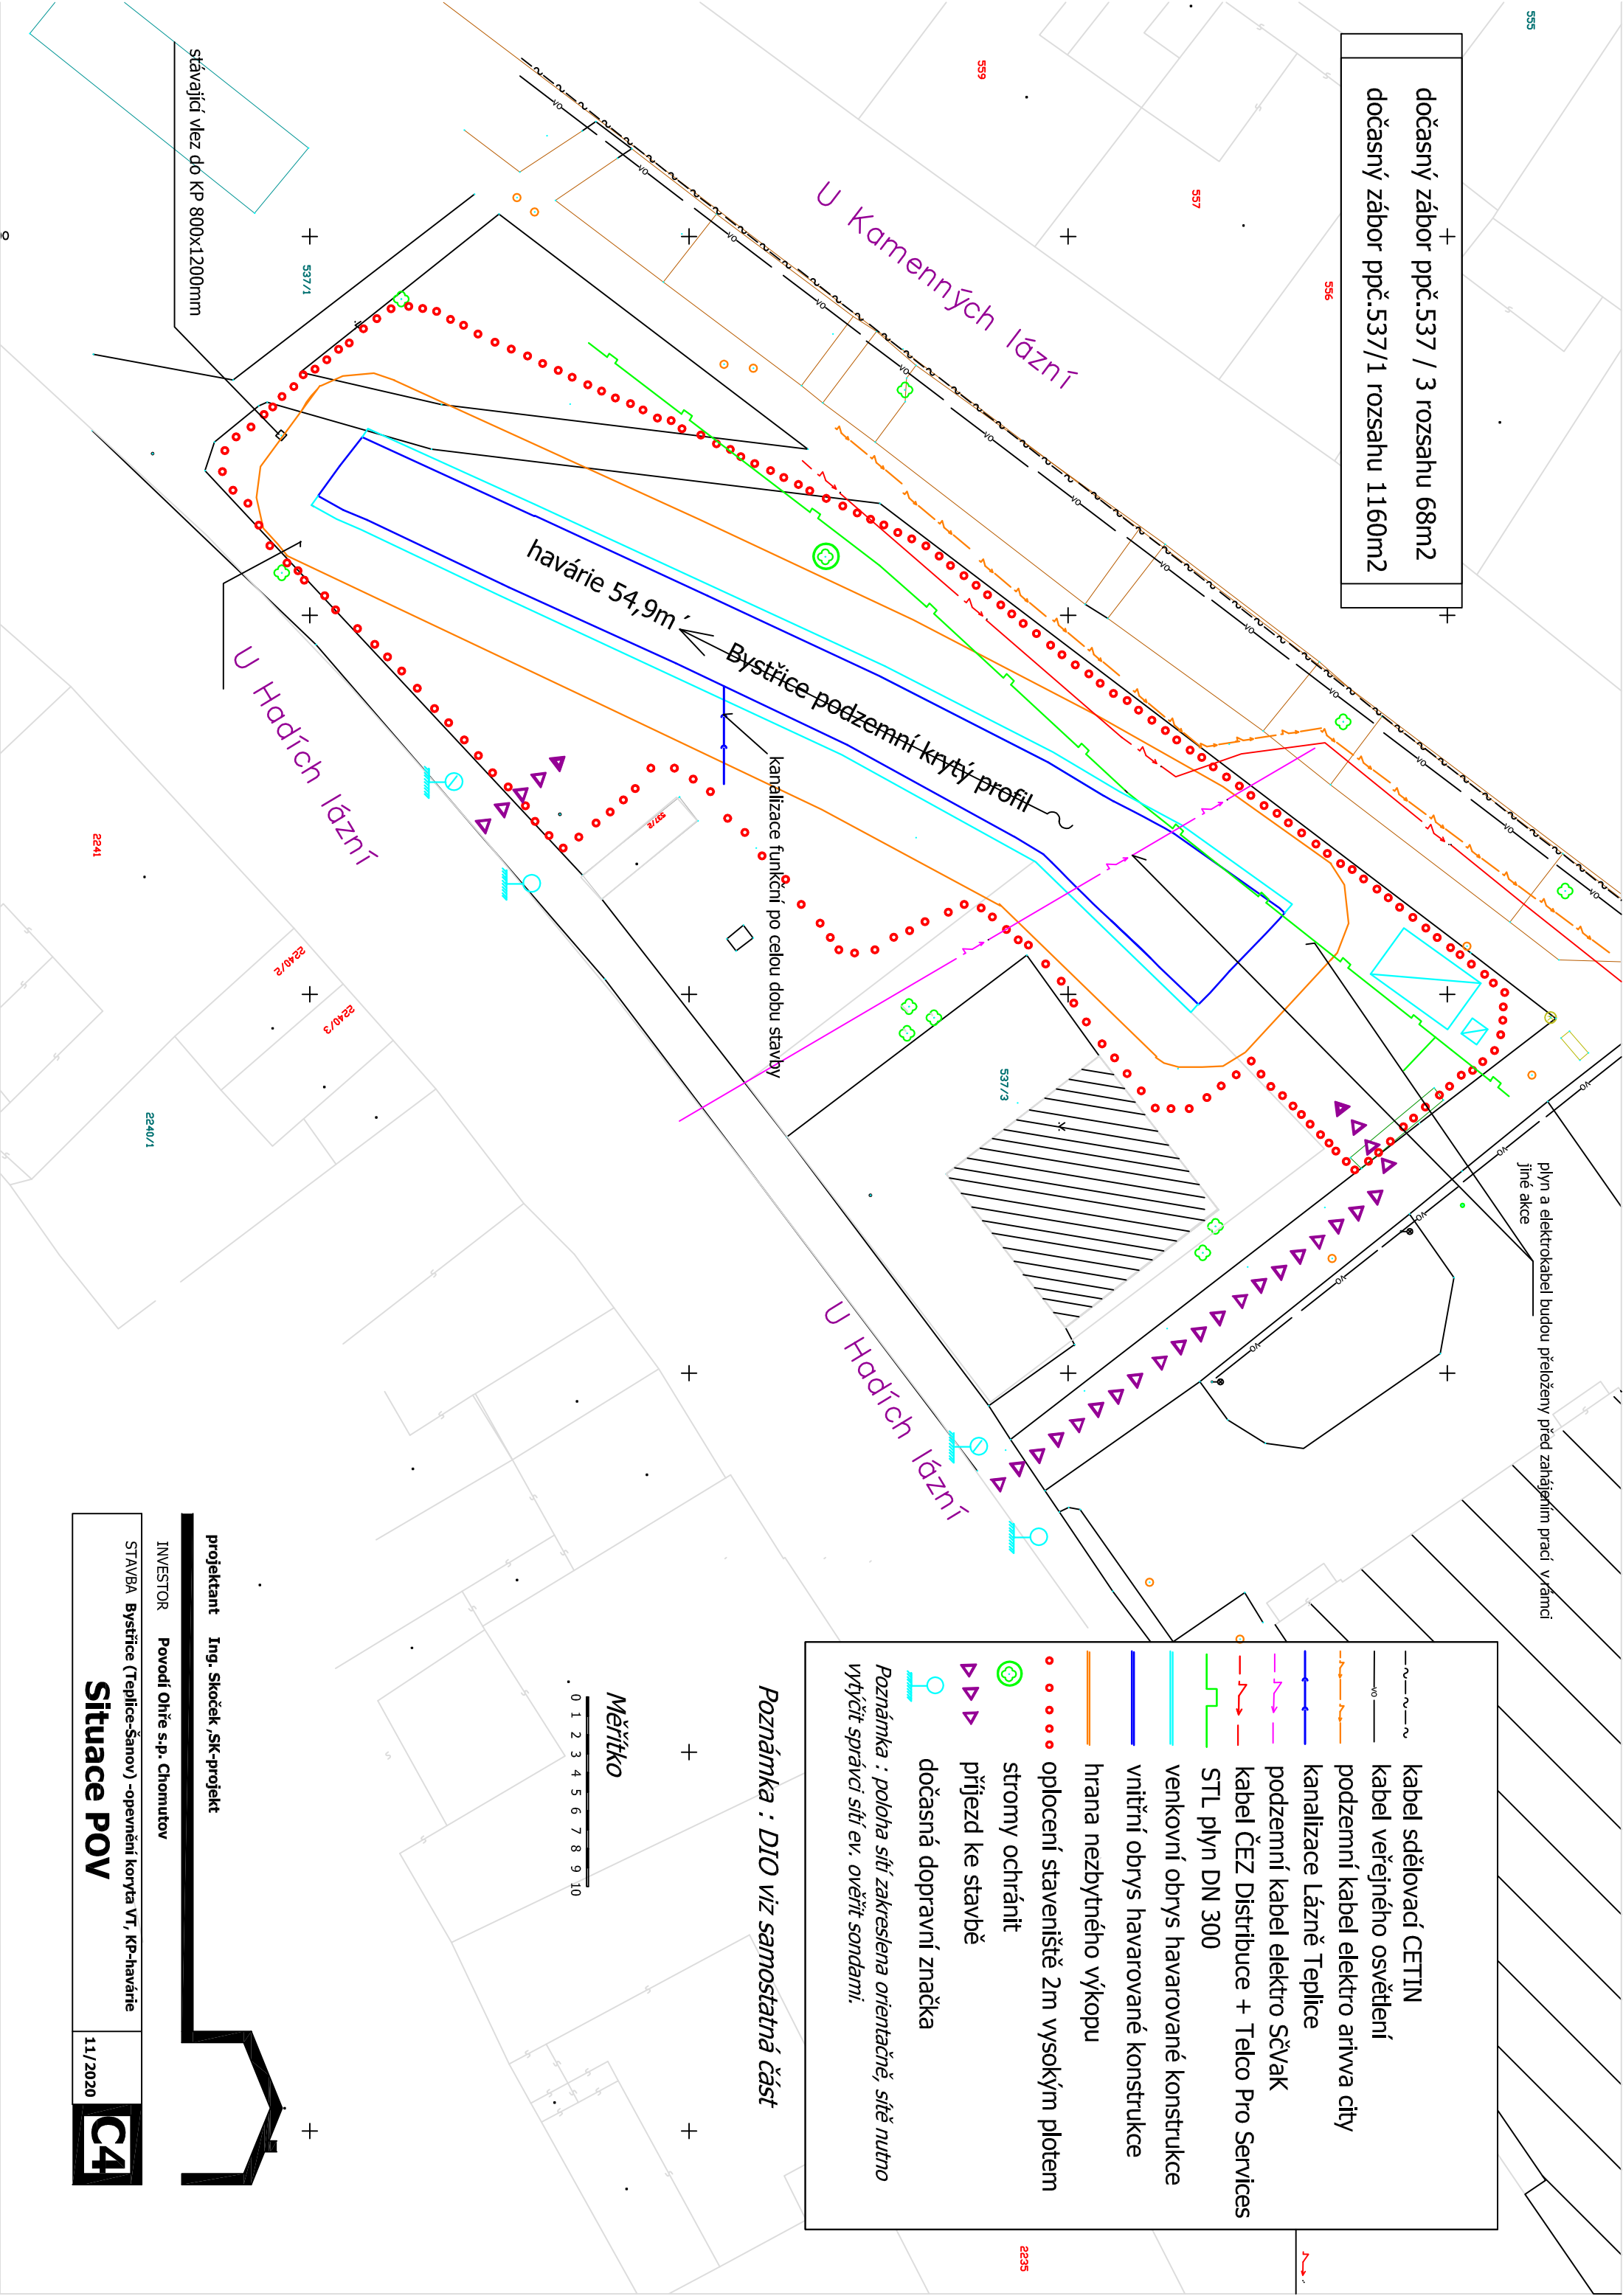 dočasný zábor ppč.537 / 3 rozsahu 68m2
dočasný zábor ppč.537/1 rozsahu 1160m2
555
559
557
556
U Kamenných lázní
stávající vlez do KP 800x1200mm
537/1
havárie 54,9m
Bystřice podzemní krytý profil
kanalizace funkční po celou dobu stavby
U Hadích lázní
537/2
537/3
2241
2240/2
2240/3
2240/1
U Hadích lázní
plyn a elektrokabel budou přeloženy před zahájením prací v rámci
jiné akce
kabel sdělovací CETIN
kabel veřejného osvětlení
podzemní kabel elektro arivva city
kanalizace Lázně Teplice
podzemní kabel elektro SčVaK
kabel ČEZ Distribuce + Telco Pro Services
STL plyn DN 300
venkovní obrys havarované konstrukce
vnitřní obrys havarované konstrukce
hrana nezbytného výkopu
oplocení staveniště 2m vysokým plotem
stromy ochránit
příjezd ke stavbě
dočasná dopravní značka
Poznámka : poloha sítí zakreslena orientačně, sítě nutno
vytýčit správci sítí ev. ověřit sondami.
2235
Poznámka : DIO viz samostatná část
Měřítko
0 1 2 3 4 5 6 7 8 9 10
projektant Ing. Skoček ,SK-projekt
INVESTOR Povodí Ohře s.p. Chomutov
STAVBA Bystřice (Teplice-Šanov) -opevnění koryta VT, KP-havárie
Situace POV
11/2020
C4